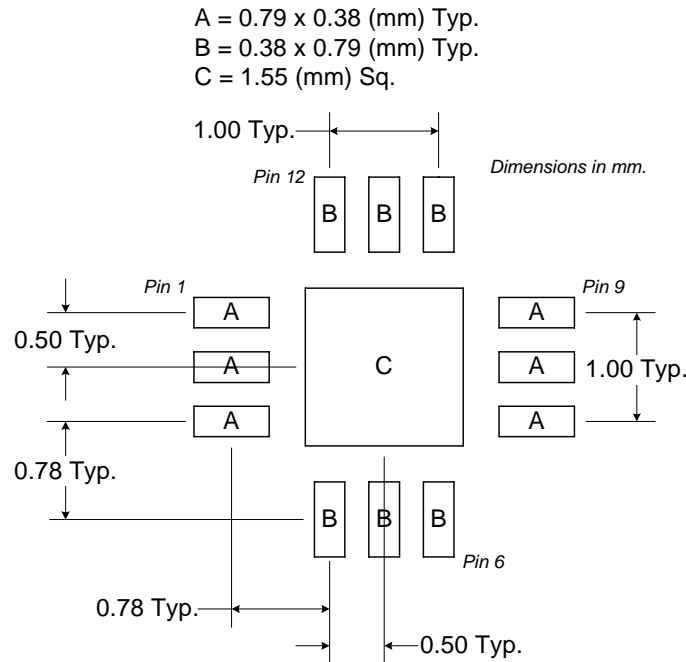 A = 0.79 x 0.38 (mm) Typ.
B = 0.38 x 0.79 (mm) Typ.
C = 1.55 (mm) Sq.
1.00 Typ.
Pin 12
Dimensions in mm.
B B B
Pin 1
Pin 9
A
A
0.50 Typ.
A
C
A
1.00 Typ.
A
A
0.78 Typ.
B B B
Pin 6
0.78 Typ.
0.50 Typ.